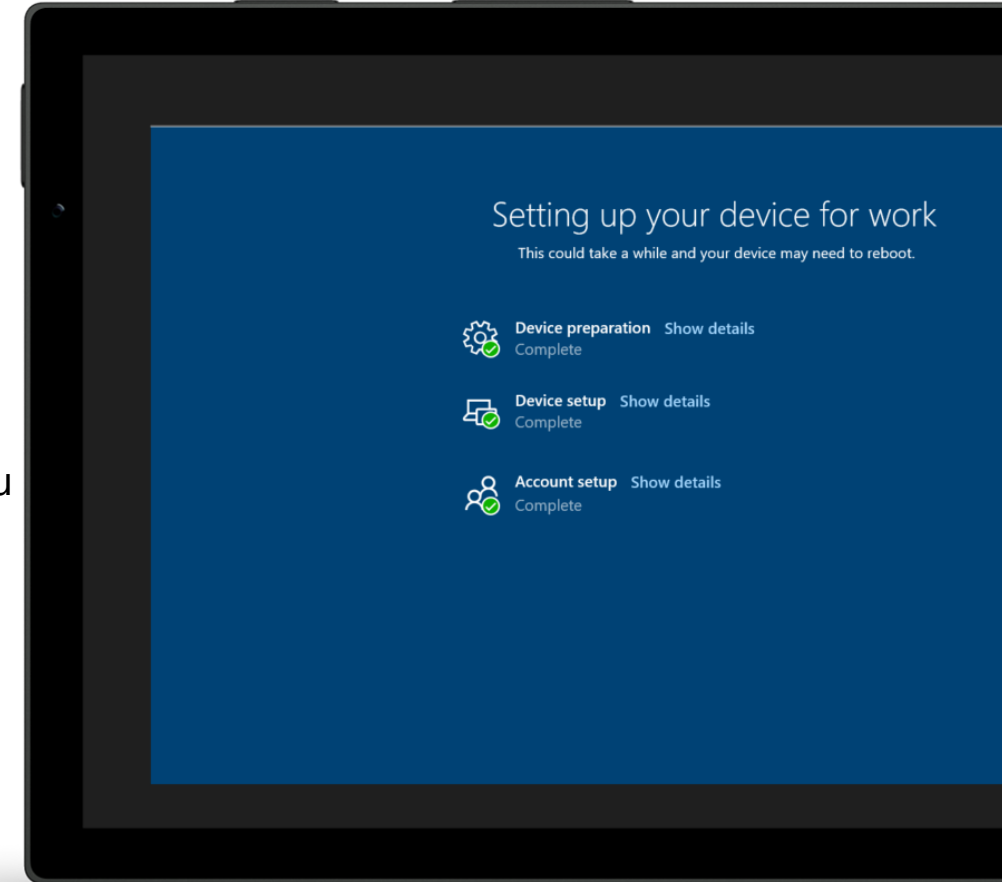 Setting up your device for work
This could take a while and your device may need to reboot.
Device preparation Show details
Complete
Device setup Show details
Complete
Account setup Show details
Complete
u